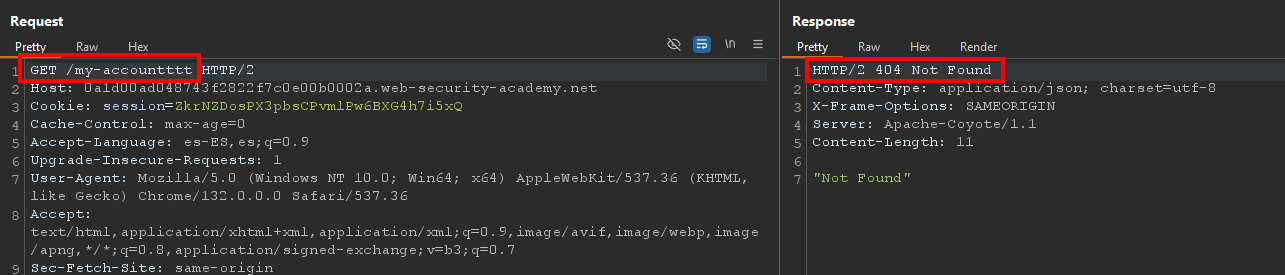 Request
Pretty Raw Hex
\n
1 GET /my-accountttt HTTP/2
2 Host: 0a1d00ad048743f2822f7c0e00b0002a.web-security-academy.net
3 Cookie: session=ZkrNZDosPX3pbsCPvmlPw6BXG4h7i5xQ
4 Cache-Control: max-age=0
5 Accept-Language: es-ES,es;q=0.9
6 Upgrade-Insecure-Requests: 1
7 User-Agent: Mozilla/5.0 (Windows NT 10.0; Win64; x64) AppleWebKit/537.36 (KHTML,
like Gecko) Chrome/132.0.0.0 Safari/537.36
8 Accept:
text/html,application/xhtml+xml,application/xml;q=0.9,image/avif,image/webp,image
/apng,*/*;q=0.8,application/signed-exchange;v=b3;q=0.7
9 Sec-Fetch-Site: same-origin
Response
Pretty Raw Hex Render
1 HTTP/2 404 Not Found
2 Content-Type: application/json; charset=utf-8
3 X-Frame-Options: SAMEORIGIN
4 Server: Apache-Coyote/1.1
5 Content-Length: 11
6
7 "Not Found"